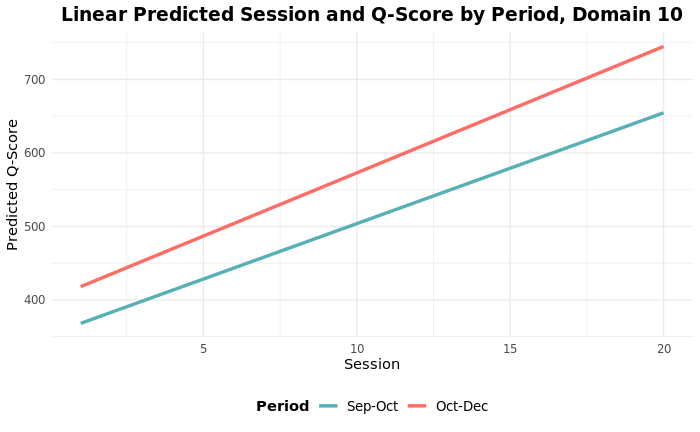 Linear Predicted Session and Q-Score by Period, Domain 10
Predicted Q-Score
700
600
500
400
5 10 15 20
Session
Period Sep-Oct Oct-Dec